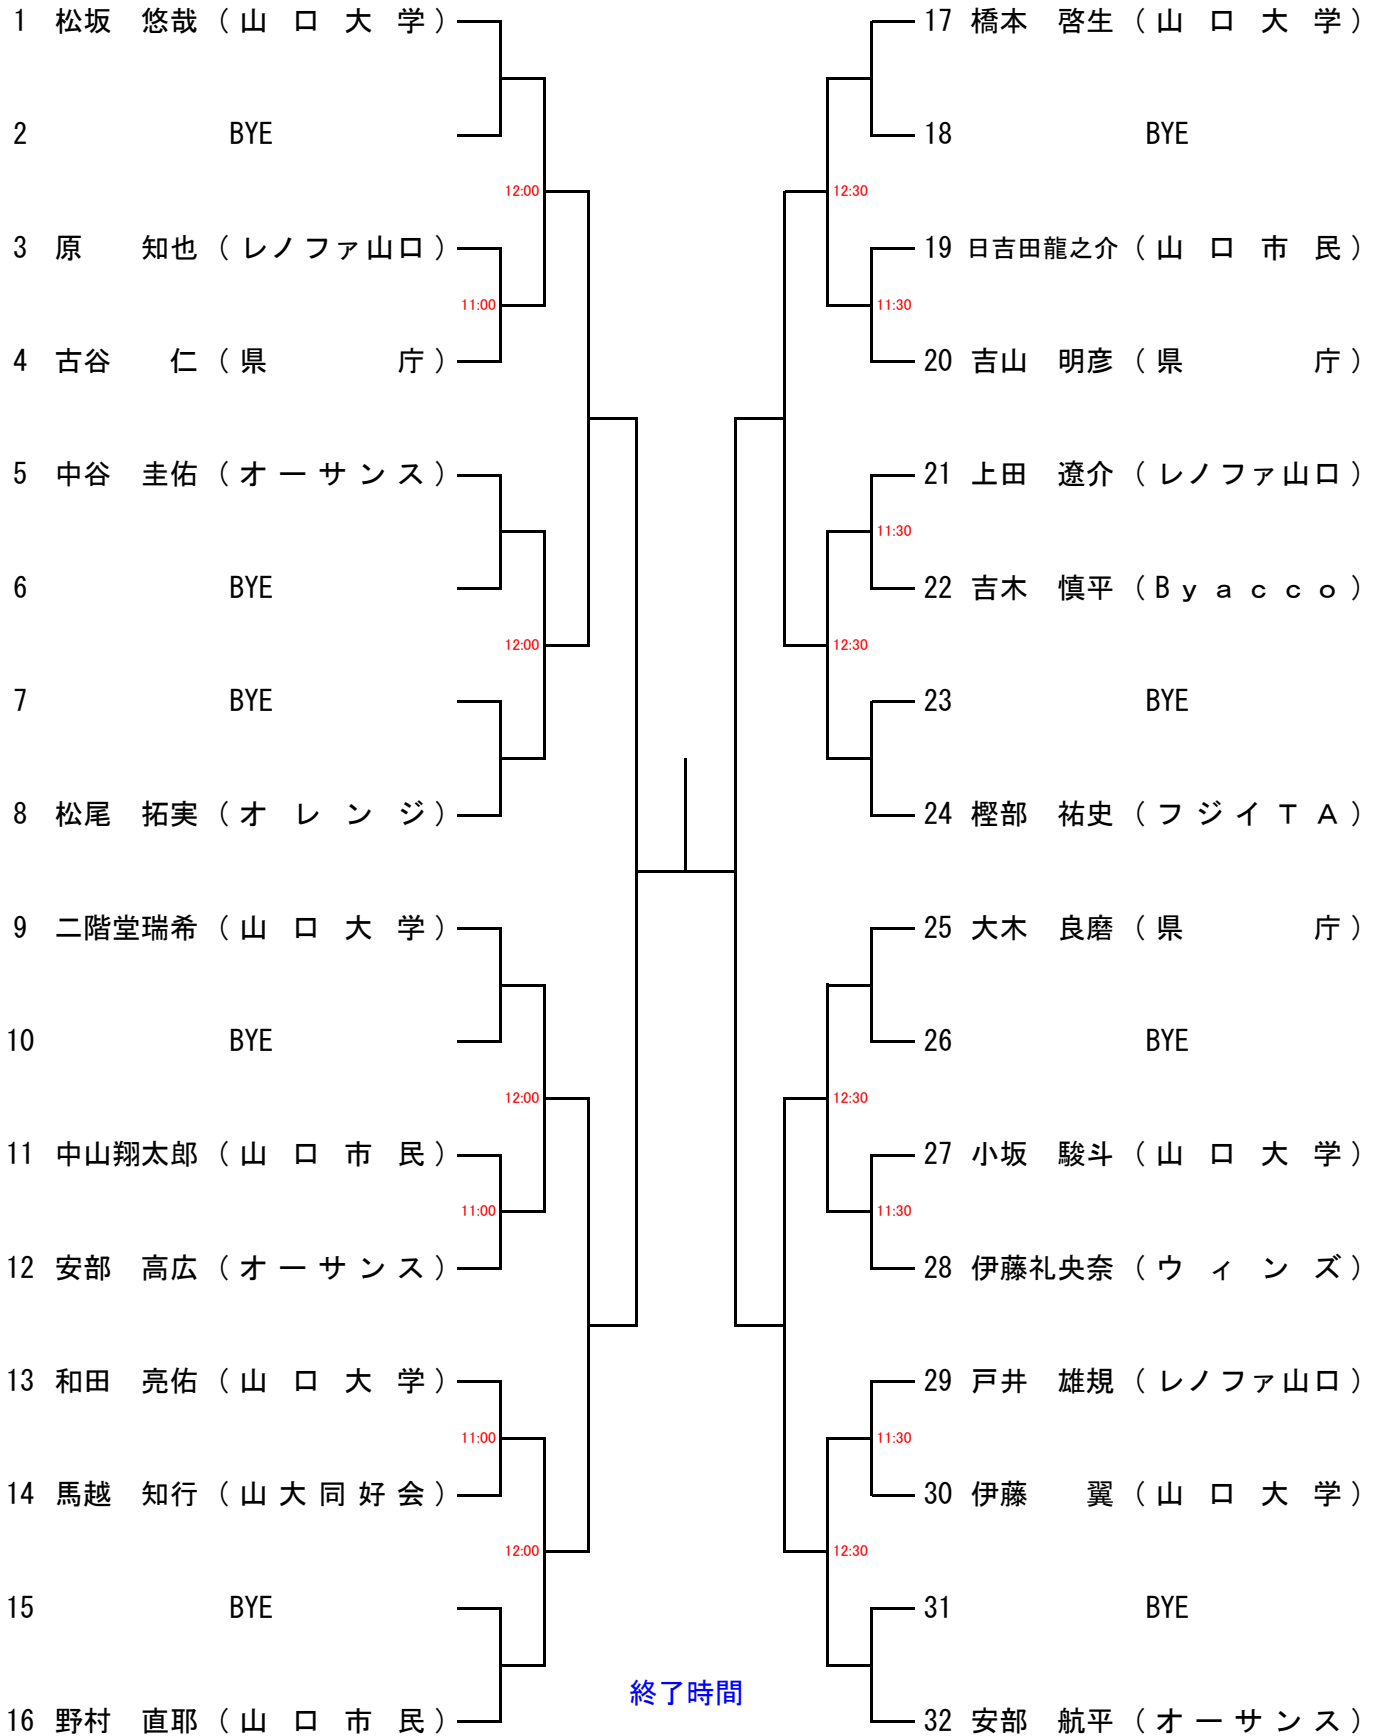 1 松坂　悠哉 (山口大学)
2 BYE
12:00
3 原　　知也 (レノファ山口)
11:00
4 古谷　　仁 (県庁)
5 中谷　圭佑 (オーサンス)
6 BYE
12:00
7 BYE
8 松尾　拓実 (オレンジ)
9 二階堂瑞希 (山口大学)
10 BYE
12:00
11 中山翔太郎 (山口市民)
11:00
12 安部　高広 (オーサンス)
13 和田　亮佑 (山口大学)
11:00
14 馬越　知行 (山大同好会)
12:00
15 BYE
16 野村　直耶 (山口市民)
17 橋本　啓生 (山口大学)
18 BYE
12:30
19 日吉田龍之介 (山口市民)
11:30
20 吉山　明彦 (県庁)
21 上田　遼介 (レノファ山口)
11:30
22 吉木　慎平 (Byacco)
12:30
23 BYE
24 樫部　祐史 (フジイTA)
25 大木　良磨 (県庁)
26 BYE
12:30
27 小坂　駿斗 (山口大学)
11:30
28 伊藤礼央奈 (ウィンズ)
29 戸井　雄規 (レノファ山口)
11:30
30 伊藤　　翼 (山口大学)
12:30
31 BYE
32 安部　航平 (オーサンス)
終了時間